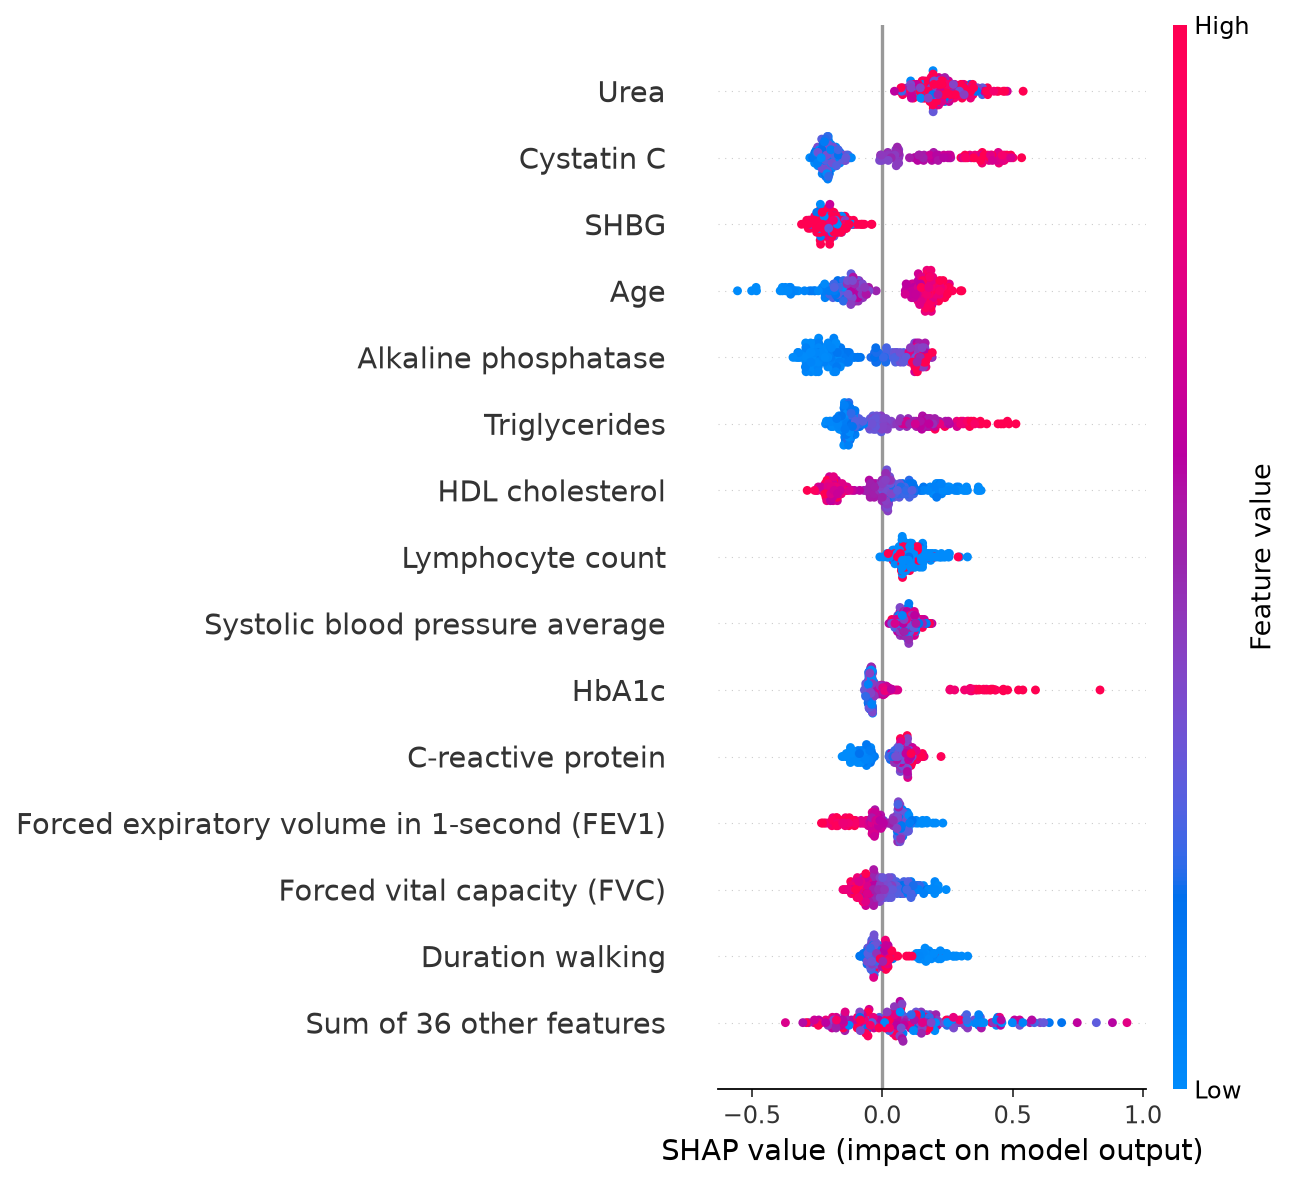 High
Urea
Cystatin C
SHBG
Age
Alkaline phosphatase
Triglycerides
HDL cholesterol
Lymphocyte count
Systolic blood pressure average
HbA1c
C-reactive protein
Forced expiratory volume in 1-second (FEV1)
Forced vital capacity (FVC)
Duration walking
Sum of 36 other features
Feature value
Low
−0.5 0.0 0.5 1.0
SHAP value (impact on model output)